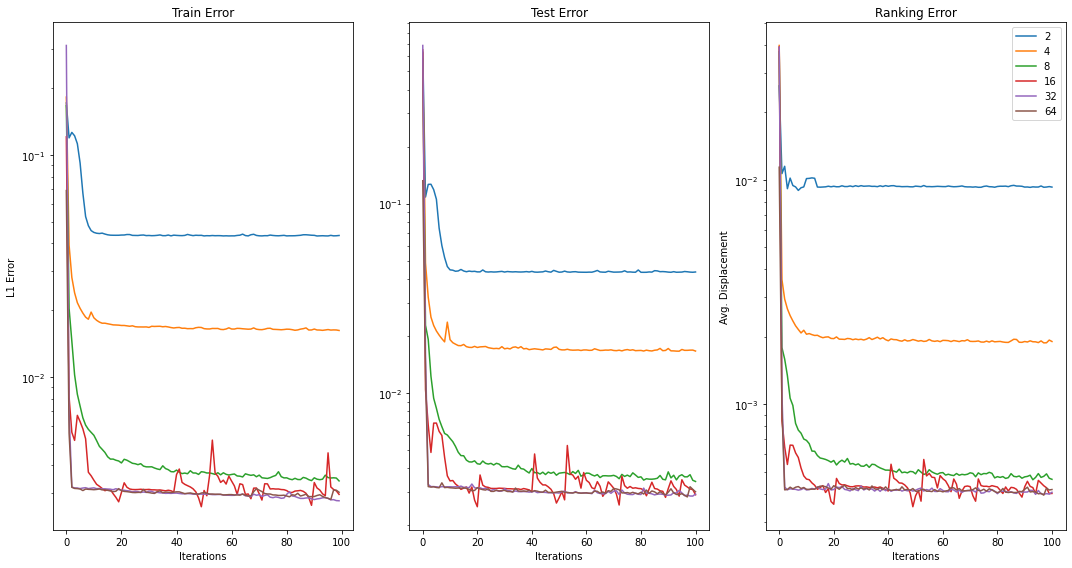 Train Error
L1 Error
10⁻¹
10⁻²
0 20 40 60 80 100
Iterations
Test Error
10⁻¹
10⁻²
0 20 40 60 80 100
Iterations
Ranking Error
Avg. Displacement
10⁻²
10⁻³
0 20 40 60 80 100
Iterations
2
4
8
16
32
64